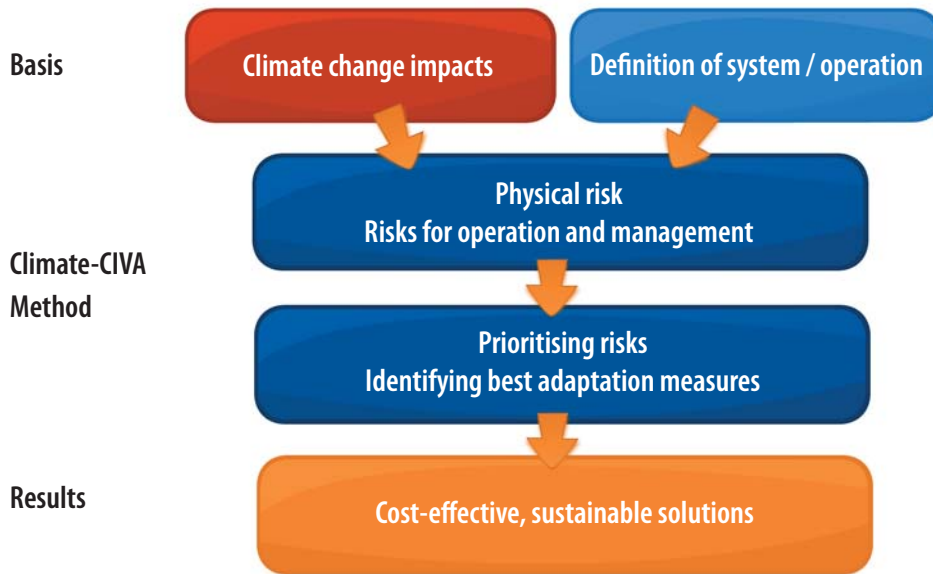 Basis
Climate change impacts
Definition of system / operation
Physical risk
Risks for operation and management
Climate-CIVA
Method
Prioritising risks
Identifying best adaptation measures
Results
Cost-effective, sustainable solutions